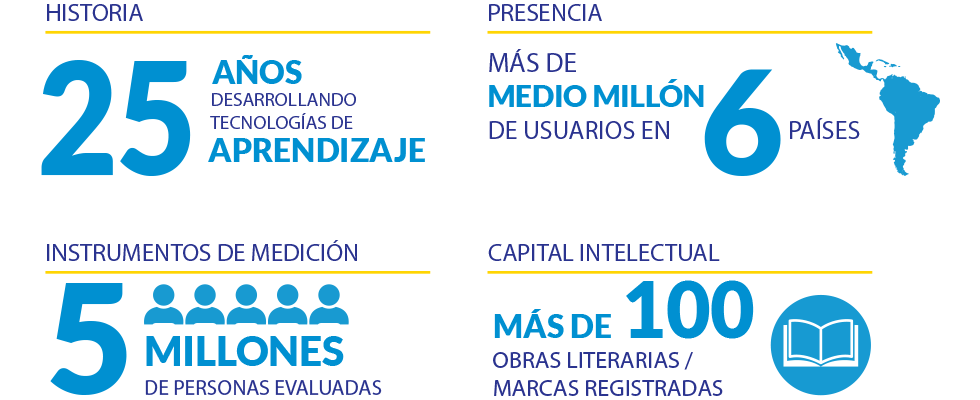 HISTORIA
25 AÑOS
DESARROLLANDO
TECNOLOGÍAS DE
APRENDIZAJE
PRESENCIA
MÁS DE
MEDIO MILLÓN
DE USUARIOS EN 6 PAÍSES
INSTRUMENTOS DE MEDICIÓN
5 MILLONES
DE PERSONAS EVALUADAS
CAPITAL INTELECTUAL
MÁS DE 100
OBRAS LITERARIAS /
MARCAS REGISTRADAS